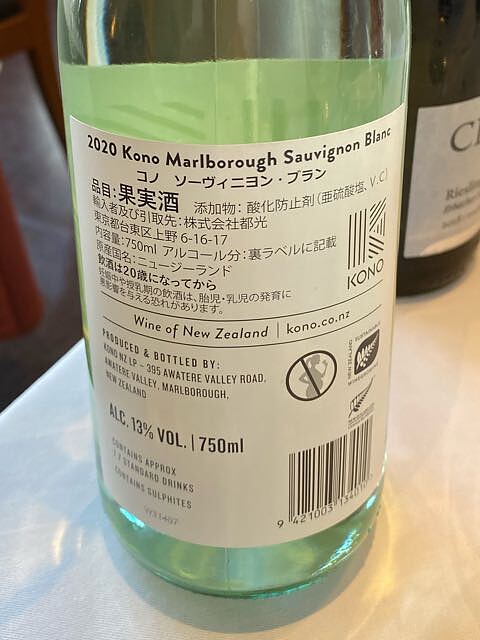 2020 Kono Marlborough Sauvignon Blanc
コノ ソーヴィニヨン・ブラン
品目:果実酒 添加物: 酸化防止剤(亜硫酸塩、V.C)
輸入者及び引取先:株式会社都光
東京都台東区上野6-16-17
内容量:750ml アルコール分:裏ラベルに記載
原産国名:ニュージーランド
飲酒は20歳になってから
妊娠中や授乳期の飲酒は、胎児・乳児の発育に
悪影響を与える恐れがあります。
KONO
Wine of New Zealand | kono.co.nz
PRODUCED & BOTTLED BY:
KONO NZ LP – 395 AWATERE VALLEY ROAD,
AWATERE VALLEY, MARLBOROUGH,
NEW ZEALAND
SUSTAINABLE
WINEGROWING
ALC. 13% VOL. | 750ml
CONTAINS APPROX
7.7 STANDARD DRINKS
CONTAINS SULPHITES
9 421003 13401
Riesling